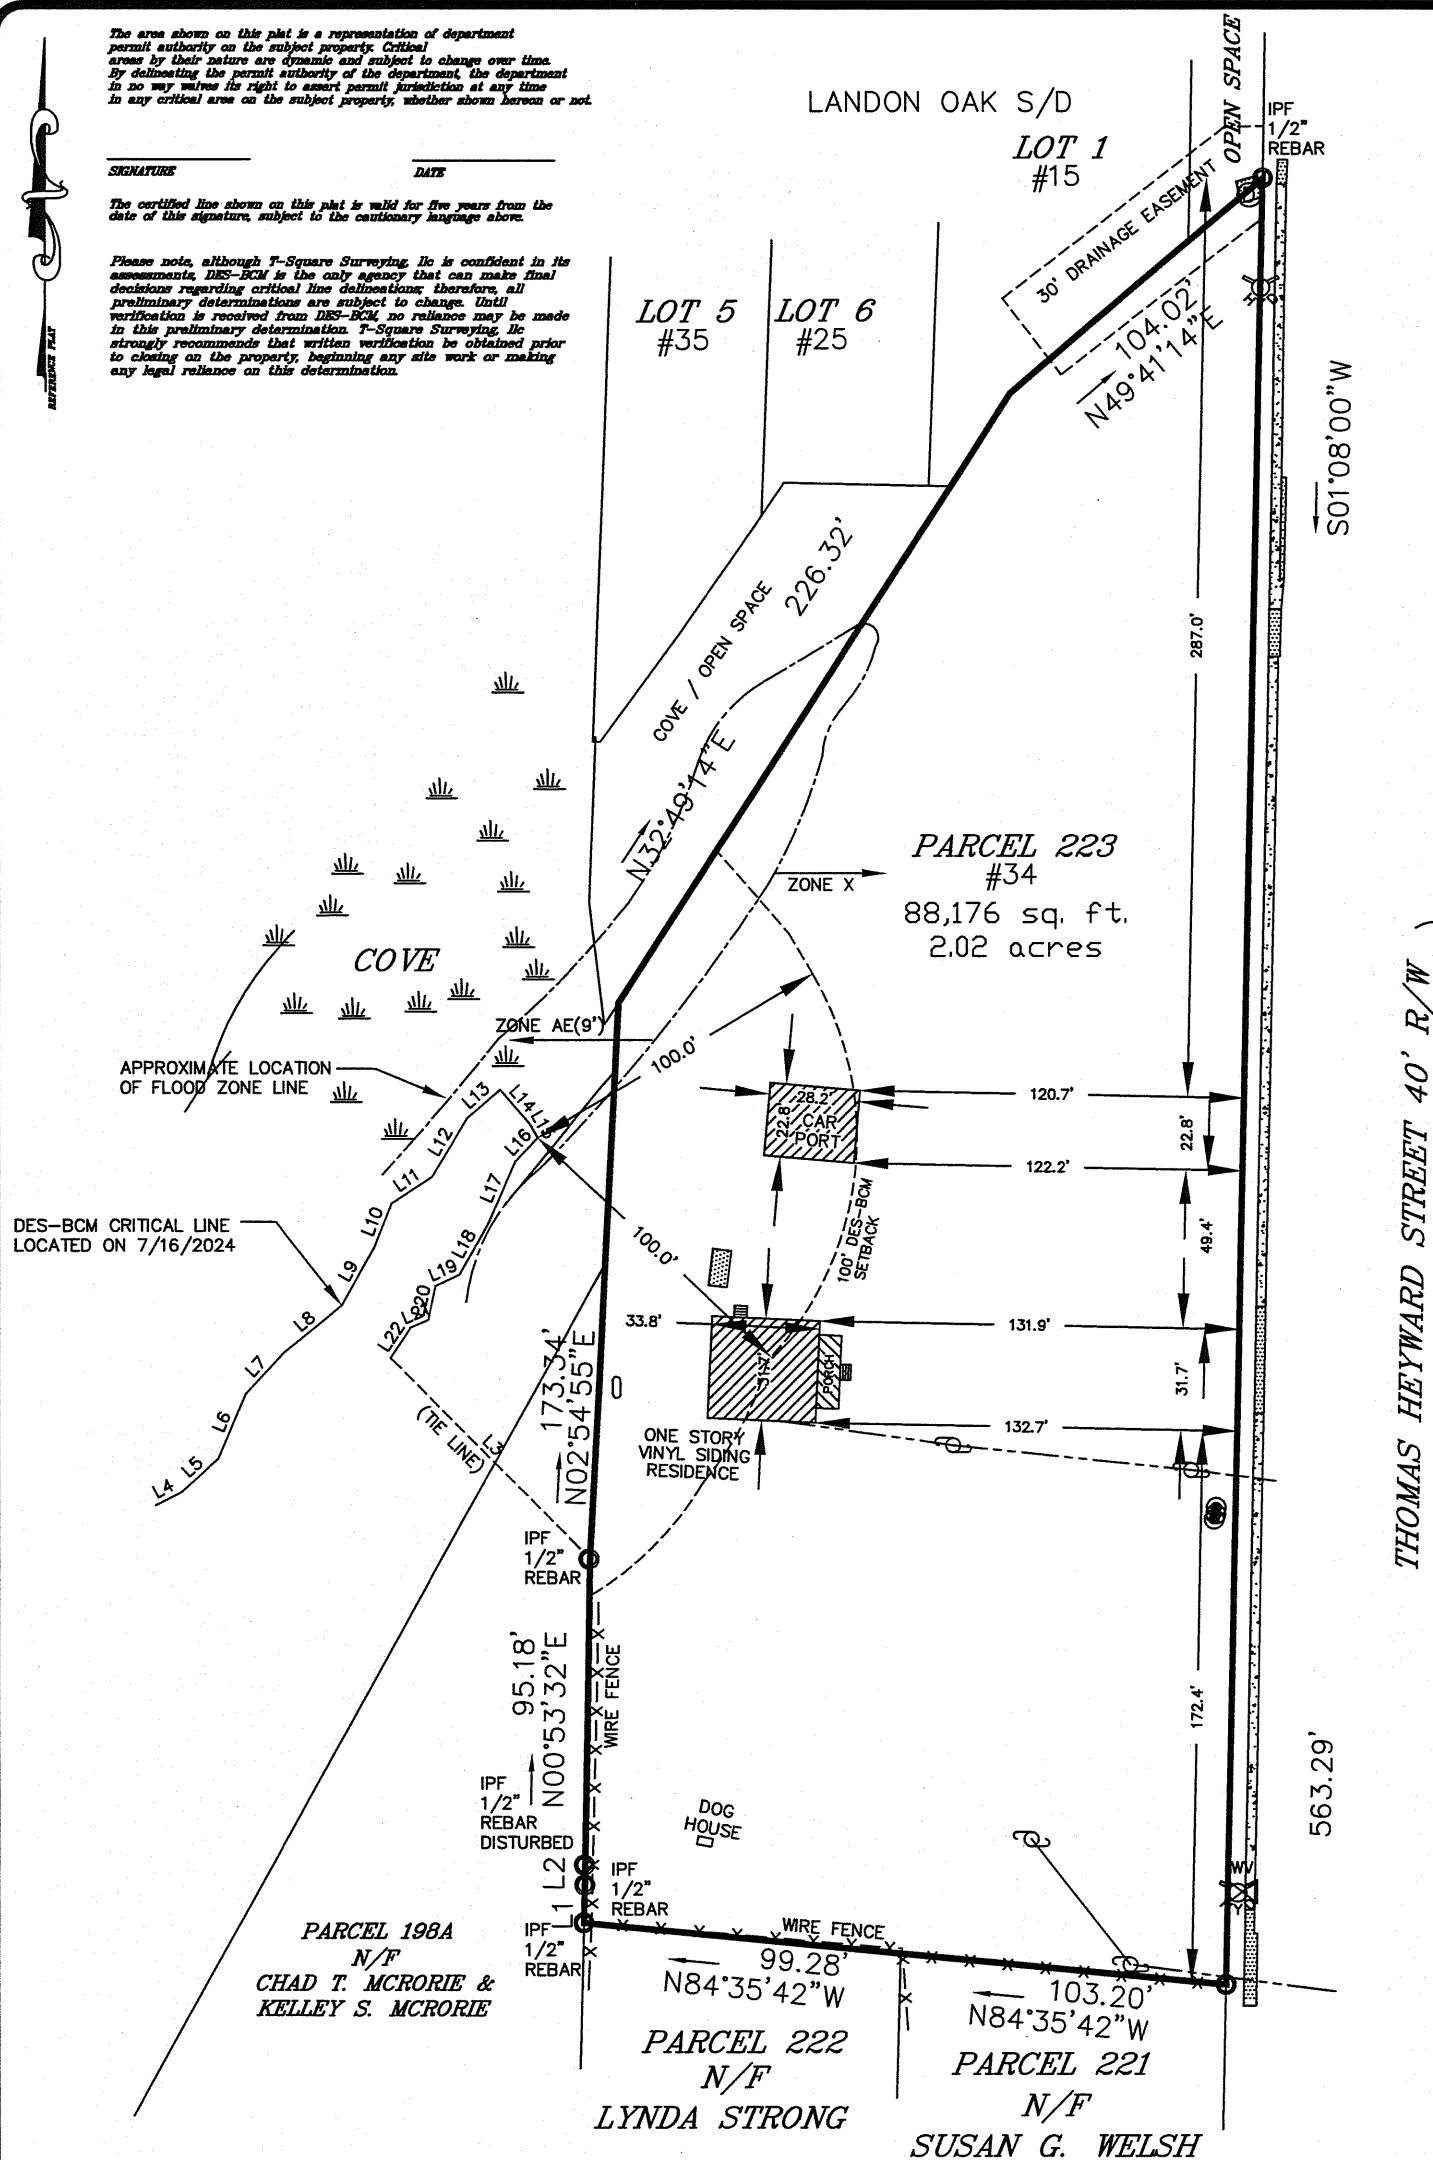 The area shown on this plat is a representation of department
permit authority on the subject property. Critical
areas by their nature are dynamic and subject to change over time.
By delineating the permit authority of the department, the department
in no way waives its right to assert permit jurisdiction at any time
in any critical area on the subject property, whether shown hereon or not.
SIGNATURE
DATE
The certified line shown on this plat is valid for five years from the
date of this signature, subject to the cautionary language above.
Please note, although T-Square Surveying, llc is confident in its
assessments, DES-BCM is the only agency that can make final
decisions regarding critical line delineations; therefore, all
preliminary determinations are subject to change. Until
verification is received from DES-BCM, no reliance may be made
in this preliminary determination. T-Square Surveying, llc
strongly recommends that written verification be obtained prior
to closing on the property, beginning any site work or making
any legal reliance on this determination.
REFERENCE PLAT
LANDON OAK S/D
LOT 1
#15
OPEN SPACE
IPF
1/2"
REBAR
30' DRAINAGE EASEMENT
104.02'
N49°41'14"E
LOT 5
#35
LOT 6
#25
S01°08'00"W
226.32'
COVE / OPEN SPACE
N32°49'14"E
287.0'
PARCEL 223
#34
88,176 sq. ft.
2.02 acres
ZONE X
COVE
ZONE AE(9')
APPROXIMATE LOCATION
OF FLOOD ZONE LINE
100.0'
120.7'
28.2'
22.8'
CAR
PORT
22.8'
122.2'
THOMAS HEYWARD STREET 40' R/W
L13
L14
L15
L16
L12
L11
L17
L10
L18
L9
L19
L20
L22
L8
L7
L6
L5
L4
DES-BCM CRITICAL LINE
LOCATED ON 7/16/2024
100.0'
100' DES-BCM
SETBACK
49.4'
33.8'
131.9'
31.7'
PORCH
31.7'
132.7'
ONE STORY
VINYL SIDING
RESIDENCE
173.34'
N02°54'55"E
L3
(TIE LINE)
IPF
1/2"
REBAR
95.18'
N00°53'32"E
WIRE FENCE
172.4'
563.29'
IPF
1/2"
REBAR
DISTURBED
DOG
HOUSE
L2
L1
IPF
1/2"
REBAR
WV
IPF
1/2"
REBAR
WIRE FENCE
99.28'
N84°35'42"W
103.20'
N84°35'42"W
PARCEL 198A
N/F
CHAD T. MCRORIE &
KELLEY S. MCRORIE
PARCEL 222
N/F
LYNDA STRONG
PARCEL 221
N/F
SUSAN G. WELSH